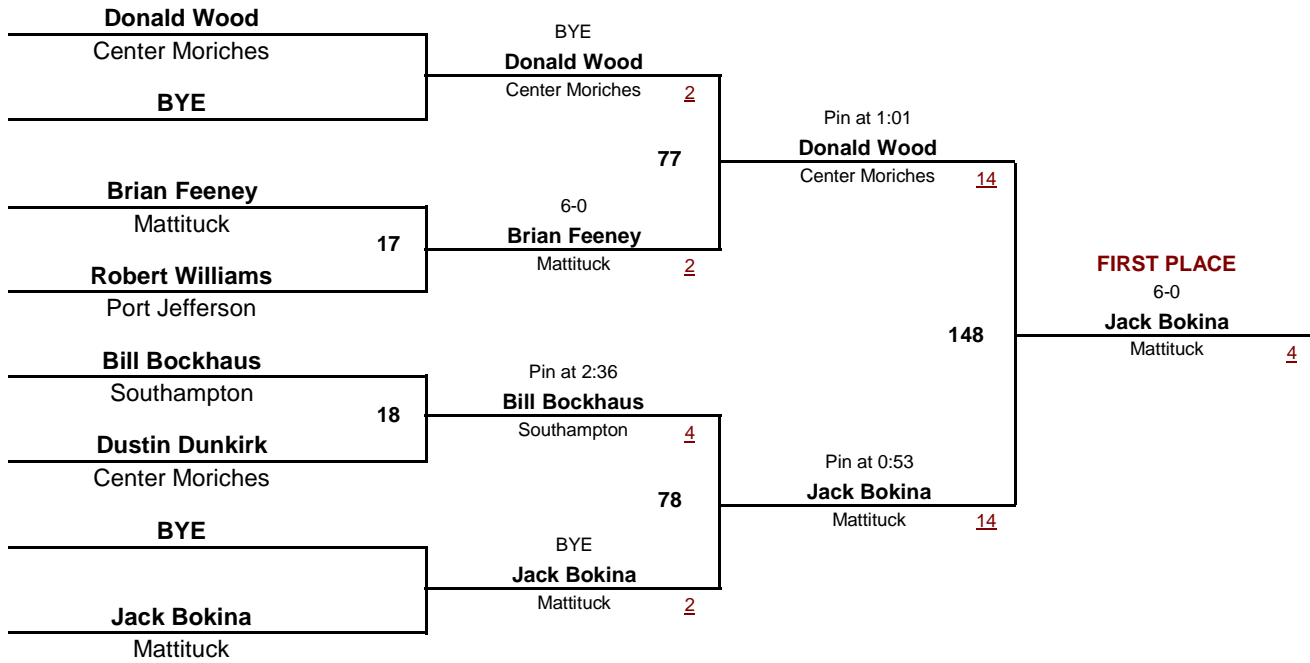 Donald Wood
Center Moriches
BYE
Brian Feeney
Mattituck
17
Robert Williams
Port Jefferson
Bill Bockhaus
Southampton
18
Dustin Dunkirk
Center Moriches
BYE
Jack Bokina
Mattituck
BYE
Donald Wood
Center Moriches 2
77
6-0
Brian Feeney
Mattituck 2
Pin at 2:36
Bill Bockhaus
Southampton 4
78
BYE
Jack Bokina
Mattituck 2
Pin at 1:01
Donald Wood
Center Moriches 14
148
Pin at 0:53
Jack Bokina
Mattituck 14
FIRST PLACE
6-0
Jack Bokina
Mattituck 4